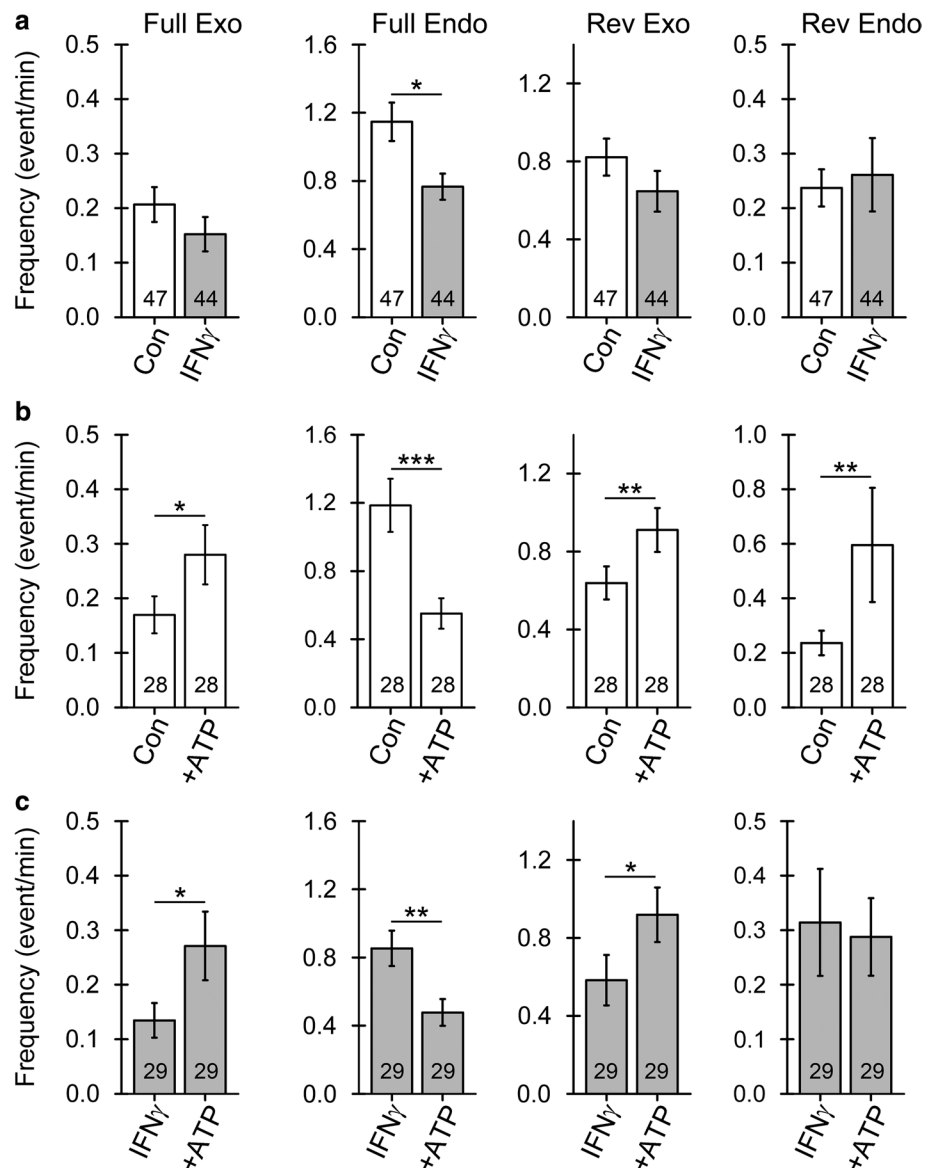 a
Full Exo
Full Endo
Rev Exo
Rev Endo
Frequency (event/min)
0.5
0.4
0.3
0.2
0.1
0.0
47
44
Con
IFNγ
1.6
1.2
0.8
0.4
0.0
*
47
44
Con
IFNγ
1.2
0.8
0.4
0.0
47
44
Con
IFNγ
0.5
0.4
0.3
0.2
0.1
0.0
47
44
Con
IFNγ
b
Frequency (event/min)
0.5
0.4
0.3
0.2
0.1
0.0
*
28
28
Con
+ATP
1.6
1.2
0.8
0.4
0.0
***
28
28
Con
+ATP
1.2
0.8
0.4
0.0
**
28
28
Con
+ATP
1.0
0.8
0.6
0.4
0.2
0.0
**
28
28
Con
+ATP
c
Frequency (event/min)
0.5
0.4
0.3
0.2
0.1
0.0
*
29
29
IFNγ
+ATP
1.6
1.2
0.8
0.4
0.0
**
29
29
IFNγ
+ATP
1.2
0.8
0.4
0.0
*
29
29
IFNγ
+ATP
0.5
0.4
0.3
0.2
0.1
0.0
29
29
IFNγ
+ATP